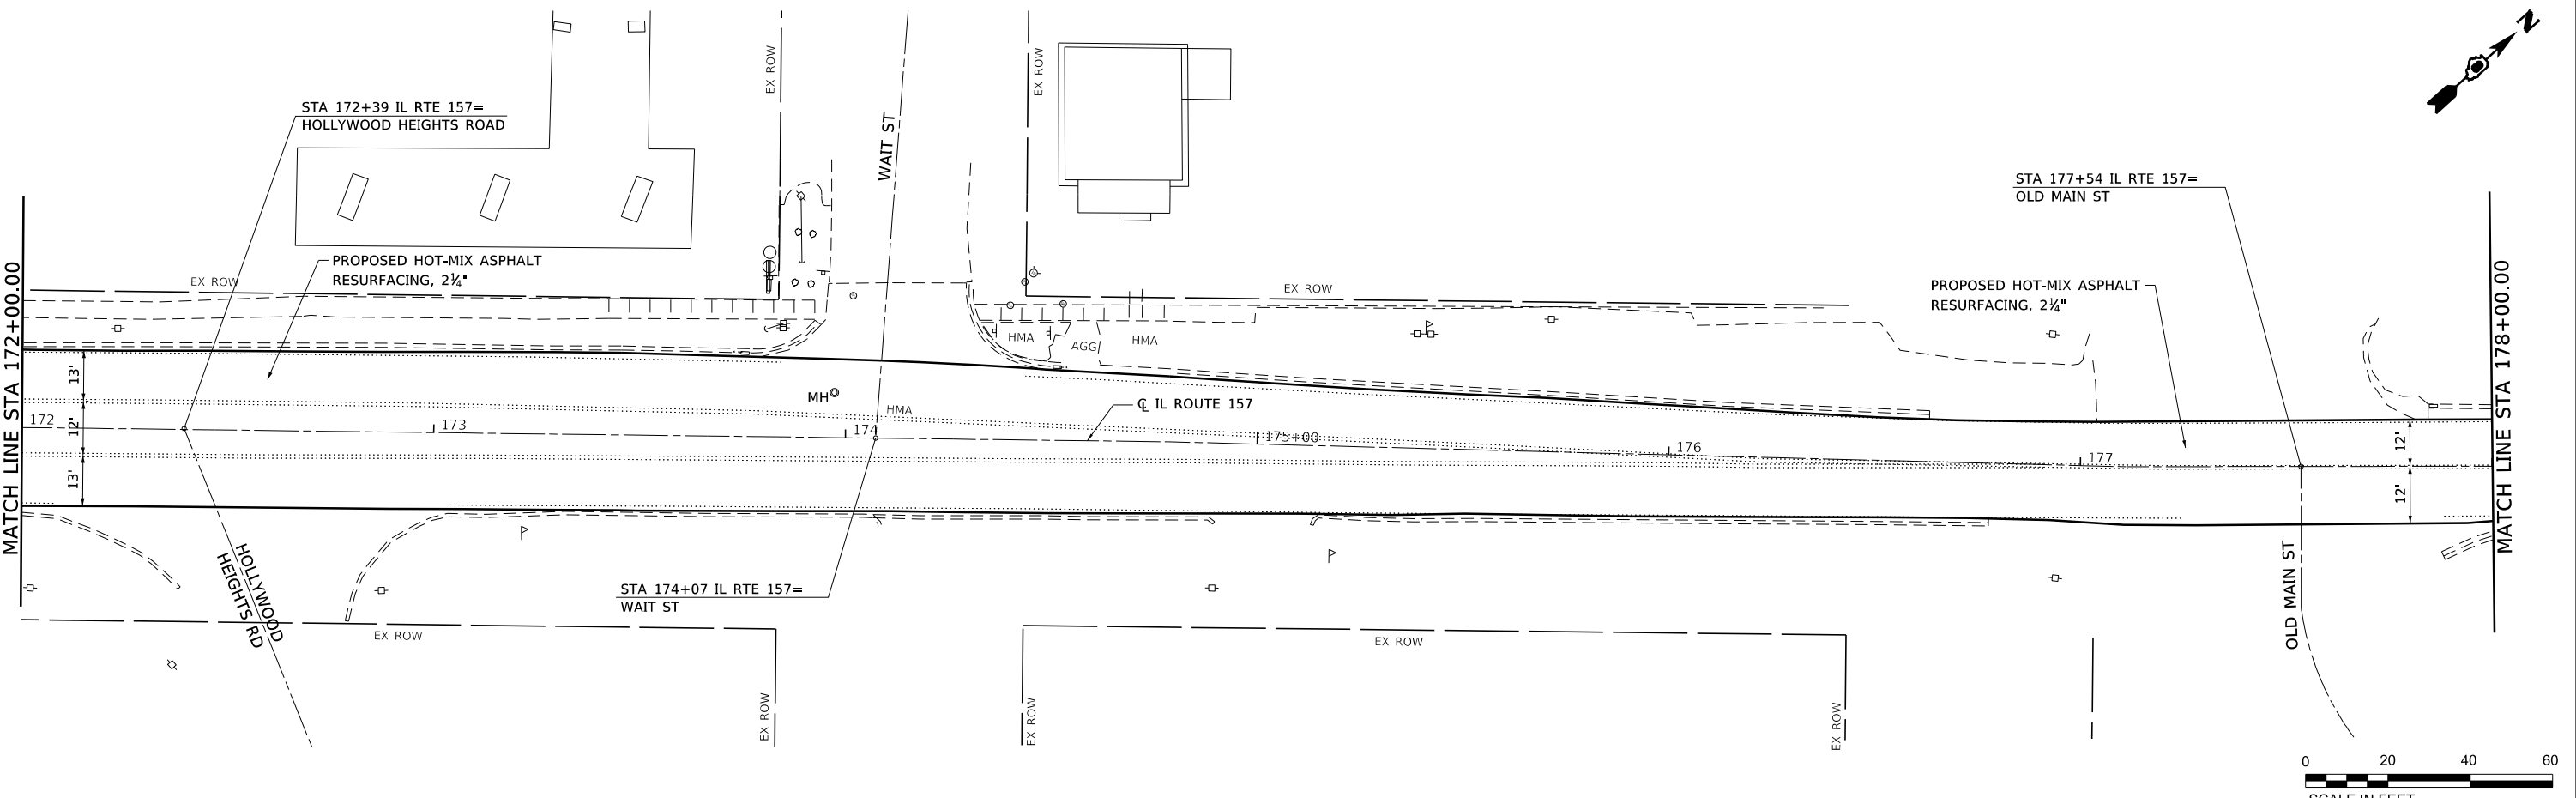 N
EX ROW
EX ROW
STA 172+39 IL RTE 157=
HOLLYWOOD HEIGHTS ROAD
WAIT ST
STA 177+54 IL RTE 157=
OLD MAIN ST
PROPOSED HOT-MIX ASPHALT
RESURFACING, 2¼"
EX ROW
EX ROW
PROPOSED HOT-MIX ASPHALT
RESURFACING, 2¼"
MATCH LINE STA 172+00.00
MATCH LINE STA 178+00.00
HMA
AGG
HMA
13'
12'
13'
MH
HMA
℄ IL ROUTE 157
172
173
174
175+00
176
177
12'
12'
HOLLYWOOD
HEIGHTS RD
STA 174+07 IL RTE 157=
WAIT ST
OLD MAIN ST
EX ROW
EX ROW
EX ROW
EX ROW
EX ROW
0 20 40 60
SCALE IN FEET